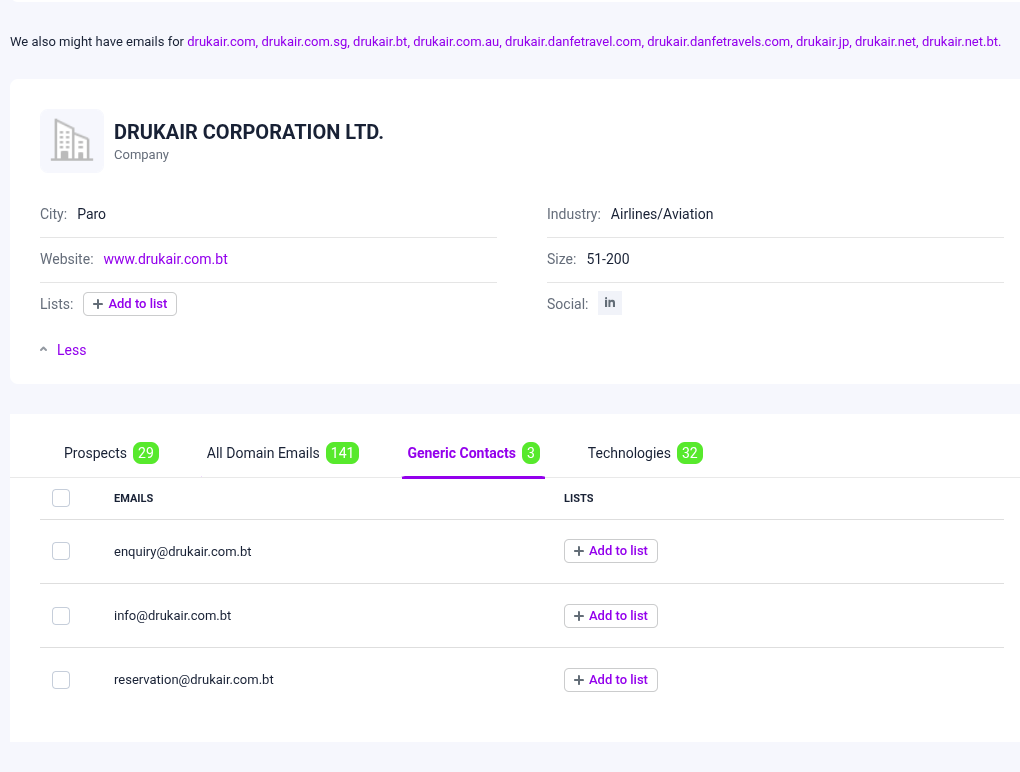 We also might have emails for drukair.com, drukair.com.sg, drukair.bt, drukair.com.au, drukair.danfetravel.com, drukair.danfetravels.com, drukair.jp, drukair.net, drukair.net.bt.
DRUKAIR CORPORATION LTD.
Company
City: Paro
Industry: Airlines/Aviation
Website: www.drukair.com.bt
Size: 51-200
Lists: + Add to list
Social: in
Less
Prospects 29 All Domain Emails 141 Generic Contacts 3 Technologies 32
EMAILS LISTS
enquiry@drukair.com.bt + Add to list
info@drukair.com.bt + Add to list
reservation@drukair.com.bt + Add to list